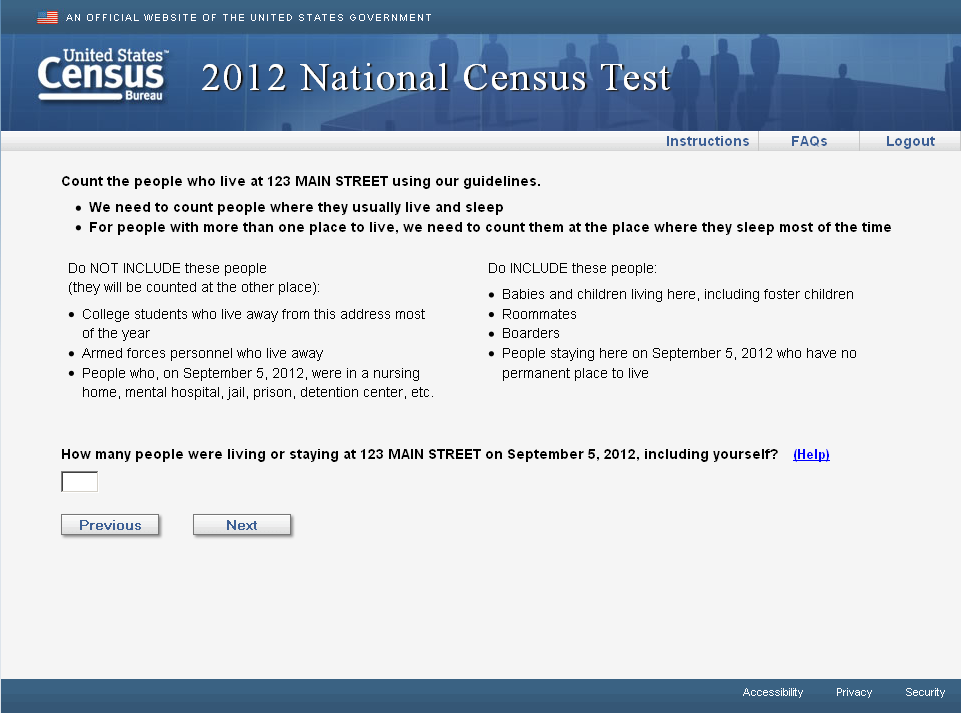 AN OFFICIAL WEBSITE OF THE UNITED STATES GOVERNMENT
United States™
Census
Bureau
2012 National Census Test
Instructions FAQs Logout
Count the people who live at 123 MAIN STREET using our guidelines.
• We need to count people where they usually live and sleep
• For people with more than one place to live, we need to count them at the place where they sleep most of the time
Do NOT INCLUDE these people
(they will be counted at the other place):
• College students who live away from this address most
of the year
• Armed forces personnel who live away
• People who, on September 5, 2012, were in a nursing
home, mental hospital, jail, prison, detention center, etc.
Do INCLUDE these people:
• Babies and children living here, including foster children
• Roommates
• Boarders
• People staying here on September 5, 2012 who have no
permanent place to live
How many people were living or staying at 123 MAIN STREET on September 5, 2012, including yourself? (Help)
Previous Next
Accessibility Privacy Security